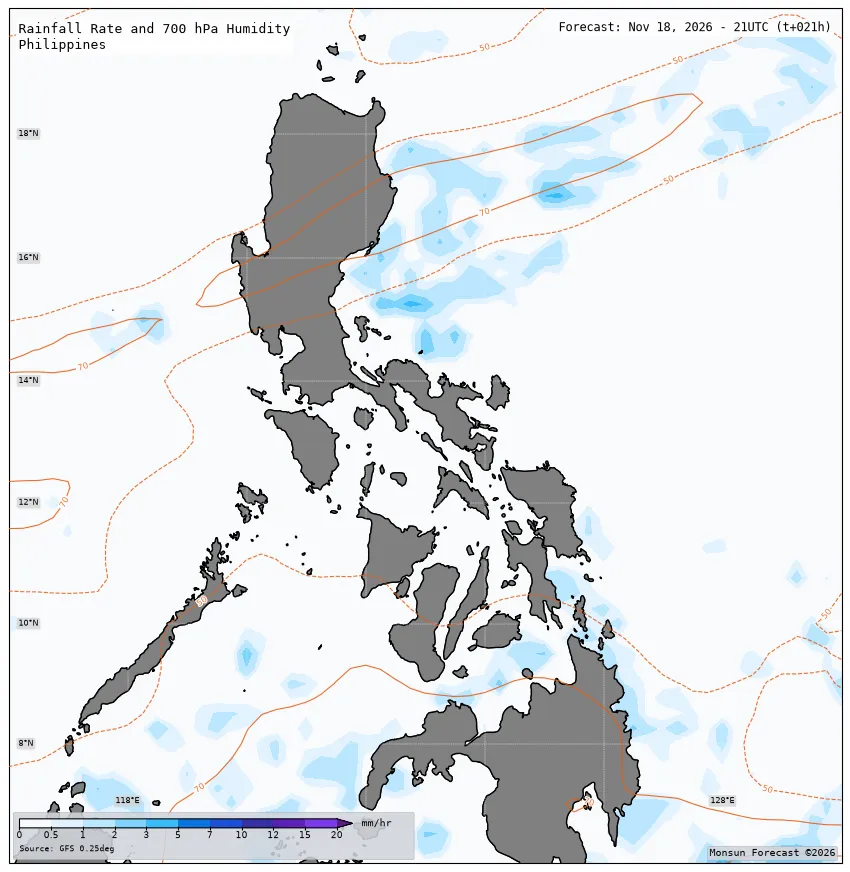 Rainfall Rate and 700 hPa Humidity
Philippines
Forecast: Nov 18, 2026 - 21UTC (t+021h)
50
50
18°N
50
70
16°N
70
14°N
70
12°N
50
10°N
50
8°N
70
50
118°E
128°E
0 0.5 1 2 3 5 7 10 12 15 20 mm/hr
Source: GFS 0.25deg
Monsun Forecast ©2026